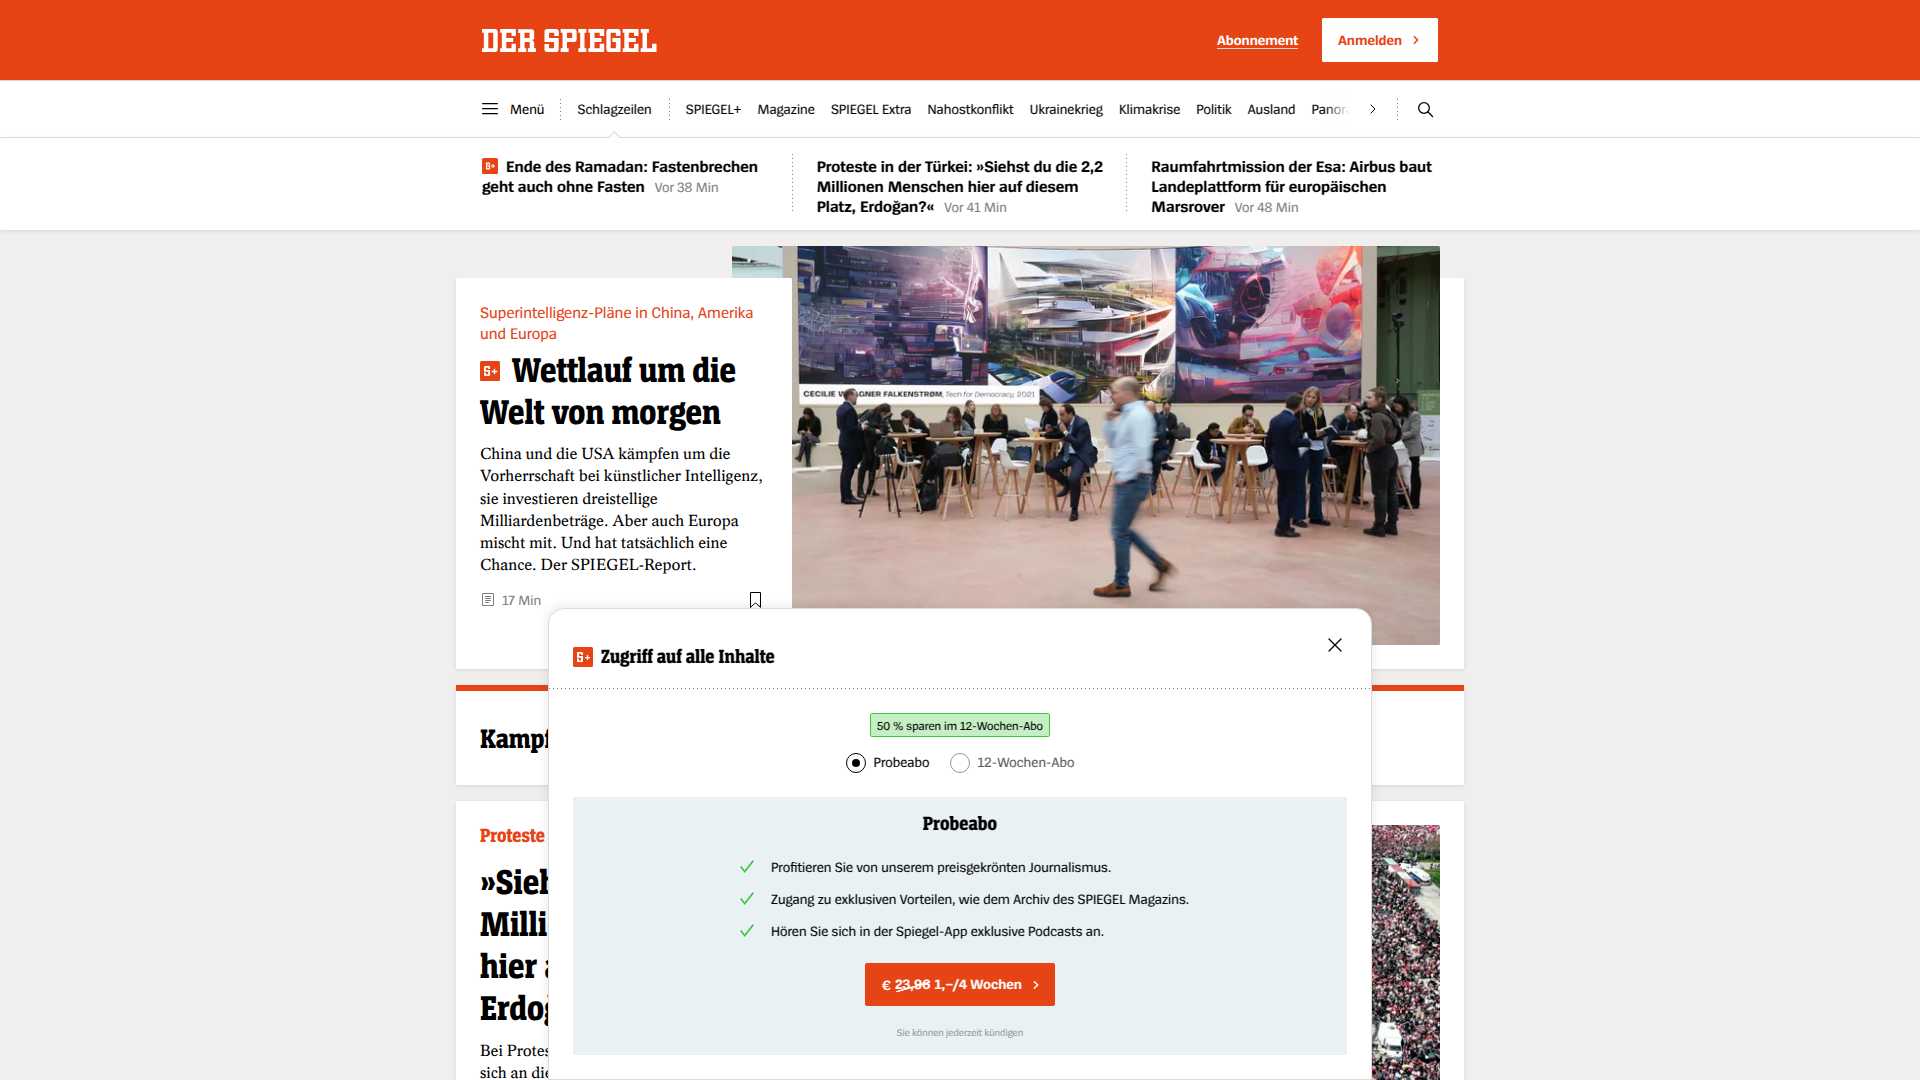 DER SPIEGEL
Abonnement
Anmelden
Menü
Schlagzeilen
SPIEGEL+
Magazine
SPIEGEL Extra
Nahostkonflikt
Ukrainekrieg
Klimakrise
Politik
Ausland
Panor
Ende des Ramadan: Fastenbrechen
geht auch ohne Fasten Vor 38 Min
Proteste in der Türkei: »Siehst du die 2,2
Millionen Menschen hier auf diesem
Platz, Erdoğan?« Vor 41 Min
Raumfahrtmission der Esa: Airbus baut
Landeplattform für europäischen
Marsrover Vor 48 Min
Superintelligenz-Pläne in China, Amerika
und Europa
Wettlauf um die
Welt von morgen
China und die USA kämpfen um die
Vorherrschaft bei künstlicher Intelligenz,
sie investieren dreistellige
Milliardenbeträge. Aber auch Europa
mischt mit. Und hat tatsächlich eine
Chance. Der SPIEGEL-Report.
17 Min
FALKENSTRØM, Tech for Democracy, 2021
Zugriff auf alle Inhalte
50 % sparen im 12-Wochen-Abo
Probeabo
12-Wochen-Abo
Probeabo
Profitieren Sie von unserem preisgekrönten Journalismus.
Zugang zu exklusiven Vorteilen, wie dem Archiv des SPIEGEL Magazins.
Hören Sie sich in der Spiegel-App exklusive Podcasts an.
€ 23,96 1,–/4 Wochen
Sie können jederzeit kündigen
Kampf
Proteste
»Sieh
Milli
hier
Erdoğ
Bei Protes
sich an die